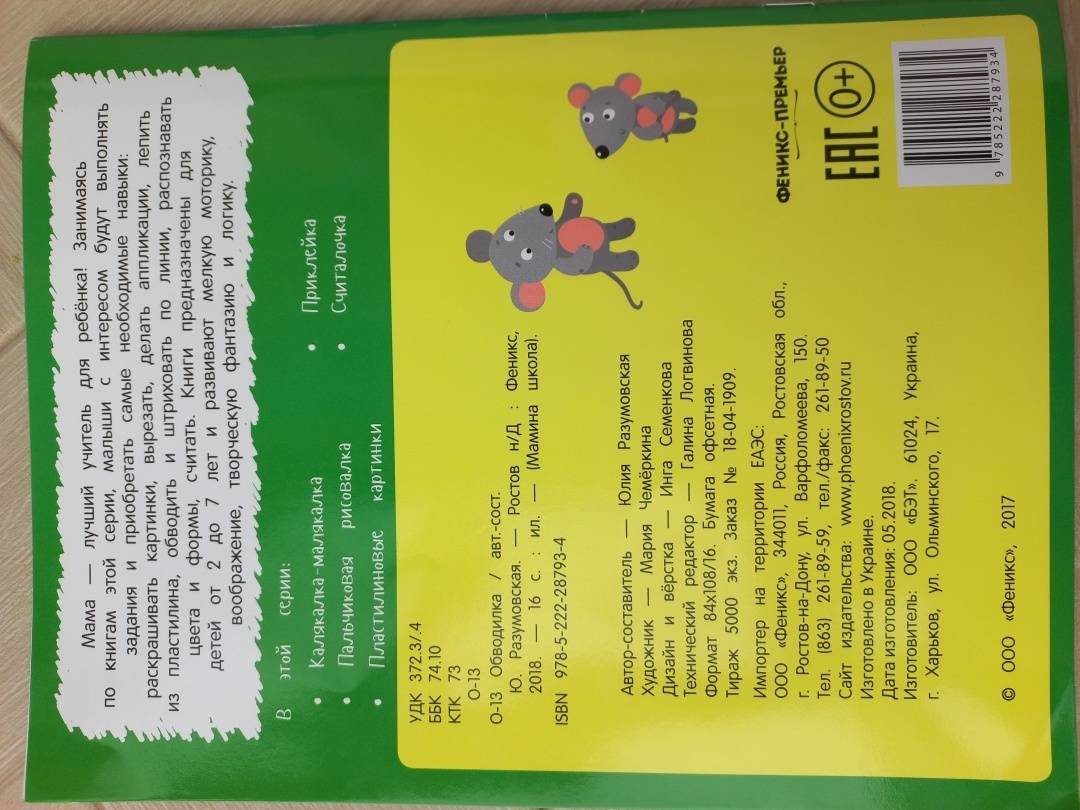 Мама — лучший учитель для ребёнка! Занимаясь
по книгам этой серии, малыши с интересом будут выполнять
задания и приобретать самые необходимые навыки:
раскрашивать картинки, вырезать, делать аппликации, лепить
из пластилина, обводить и штриховать по линии, распознавать
цвета и формы, считать. Книги предназначены для
детей от 2 до 7 лет и развивают мелкую моторику,
воображение, творческую фантазию и логику.
В этой серии:
• Калякалка-малякалка
• Пальчиковая рисовалка
• Пластилиновые картинки
• Приклейка
• Считалочка
УДК 372.3/.4
ББК 74.10
КТК 73
О-13
О-13 Обводилка / авт.-сост.
Ю. Разумовская. — Ростов н/Д : Феникс,
2018. — 16 с. : ил. — (Мамина школа).
ISBN 978-5-222-28793-4
Автор-составитель — Юлия Разумовская
Художник — Мария Чемёркина
Дизайн и вёрстка — Инга Семенкова
Технический редактор — Галина Логвинова
Формат 84х108/16. Бумага офсетная.
Тираж 5000 экз. Заказ № 18-04-1909.
Импортер на территории ЕАЭС:
ООО «Феникс», 344011, Россия, Ростовская обл.,
г. Ростов-на-Дону, ул. Варфоломеева, 150.
Тел. (863) 261-89-59, тел./факс: 261-89-50
Сайт издательства: www.phoenixrostov.ru
Изготовлено в Украине.
Дата изготовления: 05.2018.
Изготовитель: ООО «БЭТ». 61024, Украина,
г. Харьков, ул. Ольминского, 17.
© ООО «Феникс», 2017
ФЕНИКС-ПРЕМЬЕР
EAC 0+
9 785222 287934